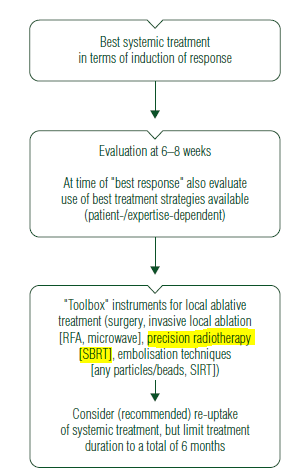 Best systemic treatment
in terms of induction of response
Evaluation at 6–8 weeks
At time of "best response" also evaluate
use of best treatment strategies available
(patient-/expertise-dependent)
"Toolbox" instruments for local ablative
treatment (surgery, invasive local ablation
[RFA, microwave], precision radiotherapy
[SBRT], embolisation techniques
[any particles/beads, SIRT])
Consider (recommended) re-uptake
of systemic treatment, but limit treatment
duration to a total of 6 months